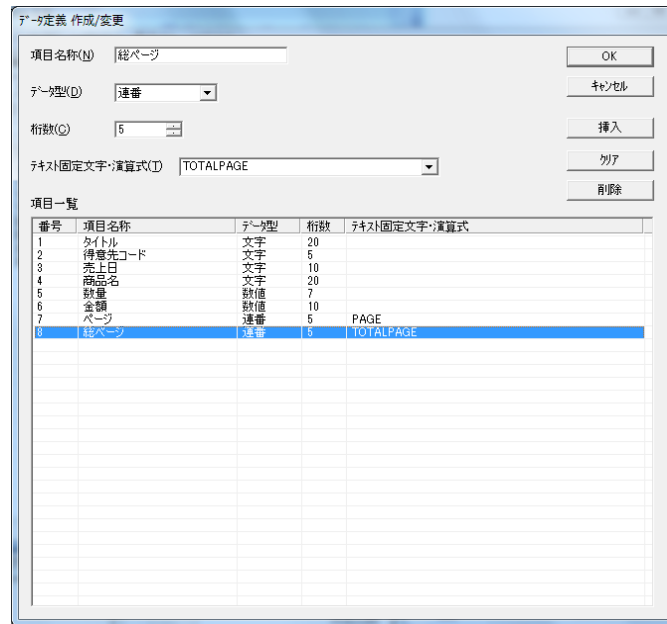 データ定義 作成/変更
項目名称(N) 総ページ OK
データ型(D) 連番 キャンセル
桁数(C) 5 挿入
テキスト固定文字・演算式(T) TOTALPAGE クリア
削除
項目一覧
番号 項目名称 データ型 桁数 テキスト固定文字・演算式
1 タイトル 文字 20
2 得意先コード 文字 5
3 売上日 文字 10
4 商品名 文字 20
5 数量 数値 7
6 金額 数値 10
7 ページ 連番 5 PAGE
8 総ページ 連番 5 TOTALPAGE